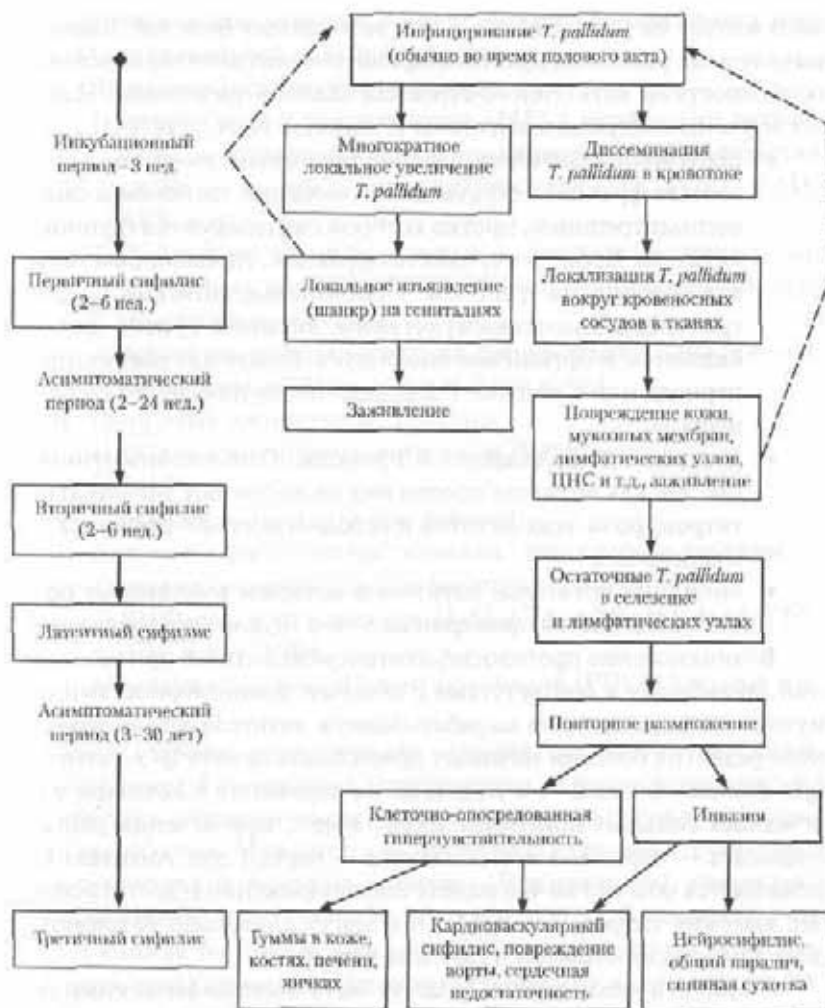 Инфицирование T. pallidum
(обычно во время полового акта)
Инкубационный
период ~3 нед.
Многократное
локальное увеличение
T. pallidum
Диссеминация
T. pallidum в кровотоке
Первичный сифилис
(2–6 нед.)
Локальное изъявление
(шанкр) на гениталиях
Локализация T. pallidum
вокруг кровеносных
сосудов в тканях
Асимптоматический
период (2–24 нед.)
Заживление
Повреждение кожи,
мукозных мембран,
лимфатических узлов,
ЦНС и т.д., заживление
Вторичный сифилис
(2–6 нед.)
Остаточные T. pallidum
в селезенке
и лимфатических узлах
Латентный сифилис
Асимптоматический
период (3–30 лет)
Повторное размножение
Клеточно-опосредованная
гиперчувствительность
Инвазия
Третичный сифилис
Гуммы в коже,
костях, печени,
яичках
Кардиоваскулярный
сифилис, повреждение
аорты, сердечная
недостаточность
Нейросифилис,
общий паралич,
спинная сухотка